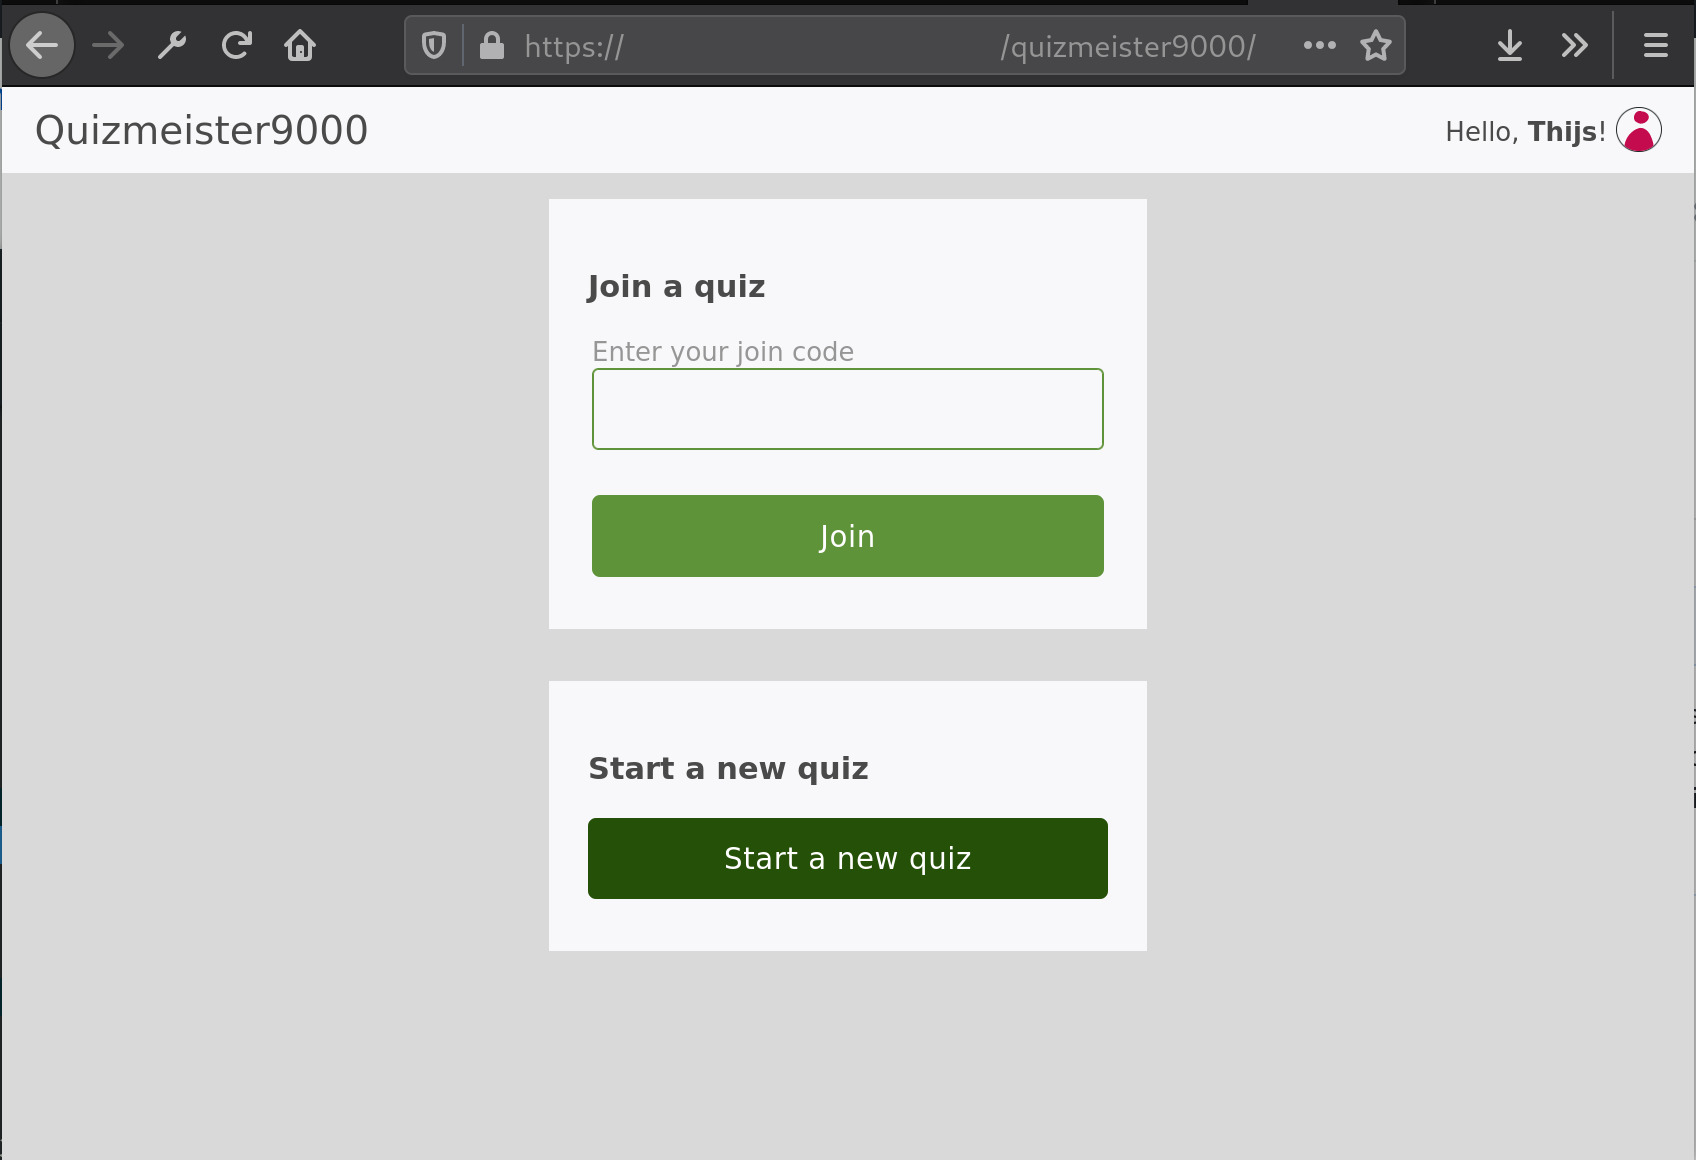 https:// /quizmeister9000/
Quizmeister9000
Hello, Thijs!
Join a quiz
Enter your join code
Join
Start a new quiz
Start a new quiz